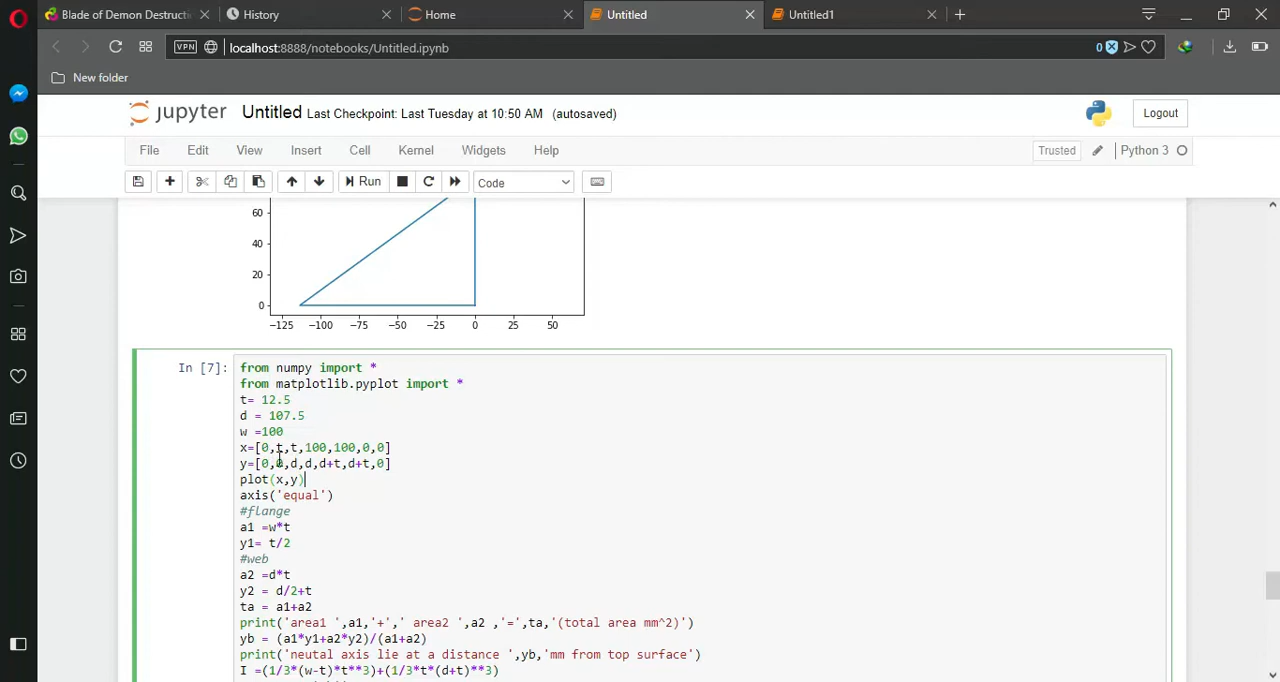 Blade of Demon Destruct
History
Home
Untitled
Untitled1
VPN
localhost:8888/notebooks/Untitled.ipynb
0
New folder
jupyter Untitled Last Checkpoint: Last Tuesday at 10:50 AM (autosaved)
Logout
File Edit View Insert Cell Kernel Widgets Help
Trusted
Python 3
Run
Code
60
40
20
0
−125 −100 −75 −50 −25 0 25 50
In [7]:
from numpy import *
from matplotlib.pyplot import *
t= 12.5
d = 107.5
w =100
x=[0,t,t,100,100,0,0]
y=[0,0,d,d,d+t,d+t,0]
plot(x,y)
axis('equal')
#flange
a1 =w*t
y1= t/2
#web
a2 =d*t
y2 = d/2+t
ta = a1+a2
print('area1 ',a1,'+',' area2 ',a2 ,'=',ta,'(total area mm^2)')
yb = (a1*y1+a2*y2)/(a1+a2)
print('neutal axis lie at a distance ',yb,'mm from top surface')
I =(1/3*(w-t)*t**3)+(1/3*t*(d+t)**3)